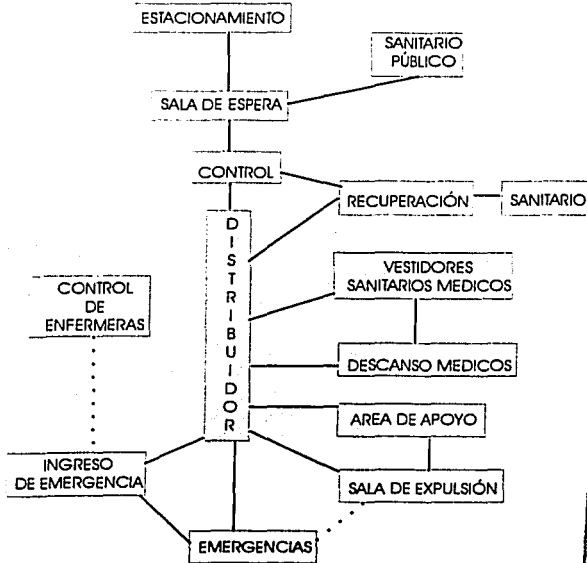 ESTACIONAMIENTO
SANITARIO
PÚBLICO
SALA DE ESPERA
CONTROL
RECUPERACIÓN
SANITARIO
DISTRIBUIDOR
VESTIDORES
SANITARIOS MEDICOS
CONTROL
DE
ENFERMERAS
DESCANSO MEDICOS
AREA DE APOYO
INGRESO
DE EMERGENCIA
SALA DE EXPULSIÓN
EMERGENCIAS